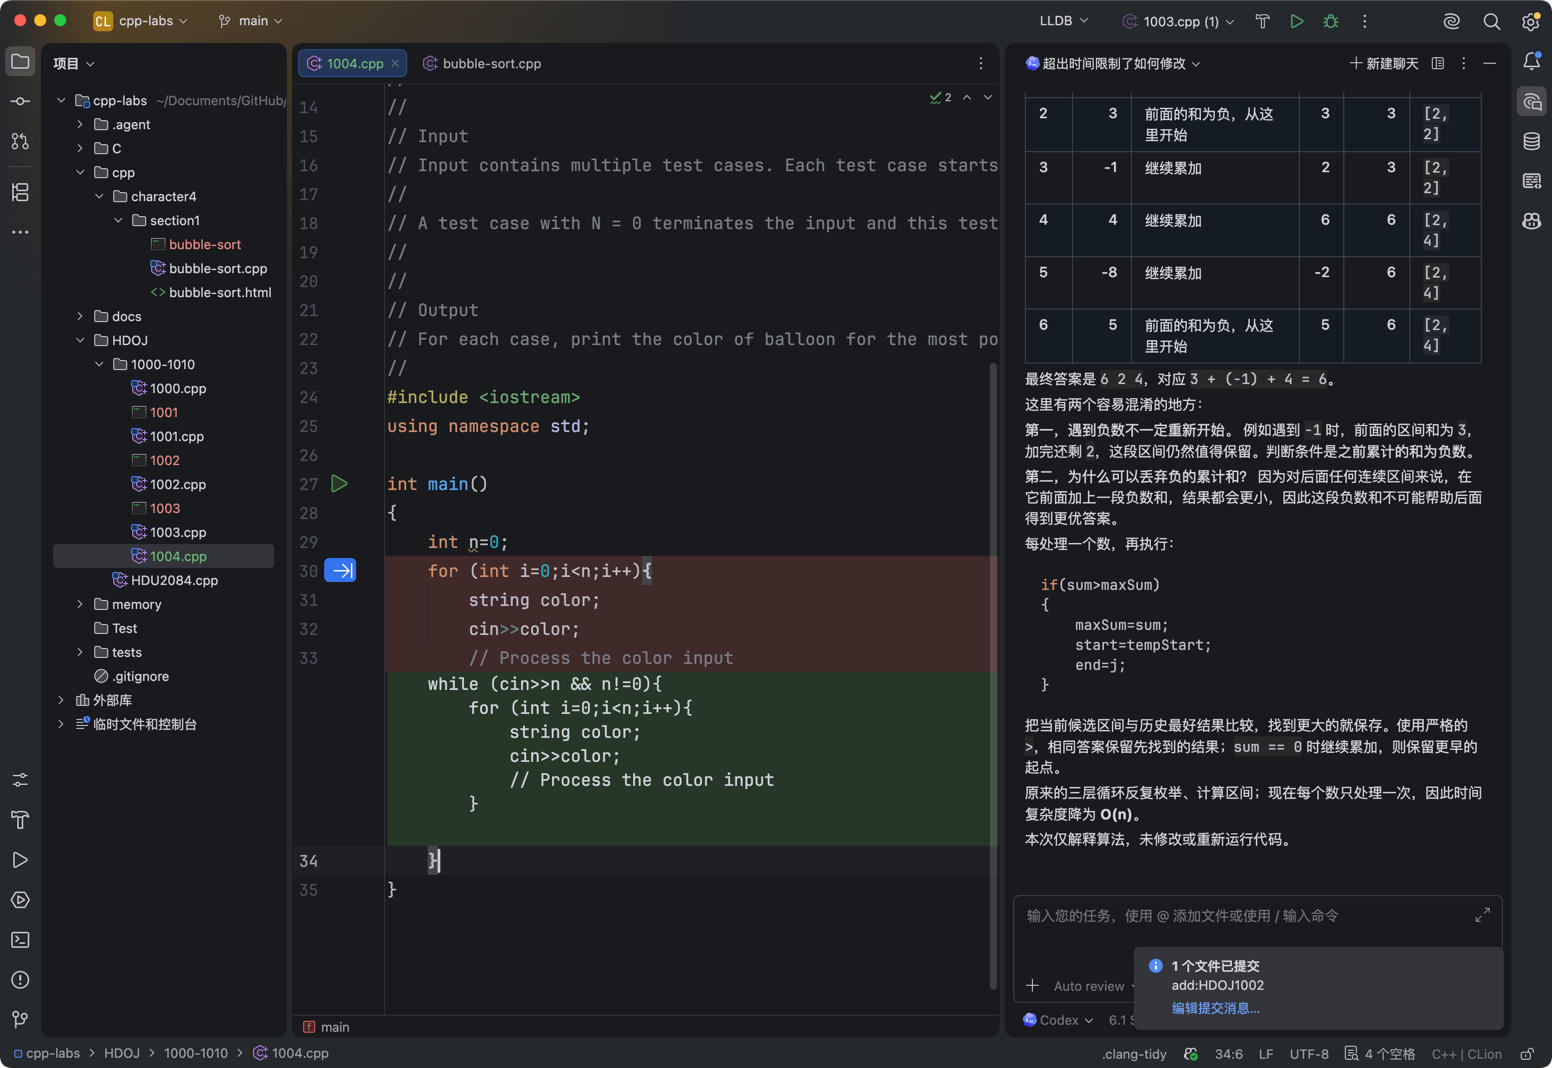 CL cpp-labs
main
LLDB
1003.cpp (1)
项目
cpp-labs ~/Documents/GitHub/
.agent
C
cpp
character4
section1
bubble-sort
bubble-sort.cpp
bubble-sort.html
docs
HDOJ
1000-1010
1000.cpp
1001
1001.cpp
1002
1002.cpp
1003
1003.cpp
1004.cpp
HDU2084.cpp
memory
Test
tests
.gitignore
外部库
临时文件和控制台
1004.cpp
bubble-sort.cpp
2
14 //
15 // Input
16 // Input contains multiple test cases. Each test case starts
17 //
18 // A test case with N = 0 terminates the input and this test
19 //
20 //
21 // Output
22 // For each case, print the color of balloon for the most po
23 //
24 #include <iostream>
25 using namespace std;
26
27 int main()
28 {
29 int n=0;
30 for (int i=0;i<n;i++){
31 string color;
32 cin>>color;
33 // Process the color input
while (cin>>n && n!=0){
for (int i=0;i<n;i++){
string color;
cin>>color;
// Process the color input
}
34 }
35 }
main
超出时间限制了如何修改
新建聊天
2 3 前面的和为负，从这里开始 3 3 [2, 2]
3 -1 继续累加 2 3 [2, 2]
4 4 继续累加 6 6 [2, 4]
5 -8 继续累加 -2 6 [2, 4]
6 5 前面的和为负，从这里开始 5 6 [2, 4]
最终答案是 6 2 4，对应 3 + (-1) + 4 = 6。
这里有两个容易混淆的地方：
第一，遇到负数不一定重新开始。 例如遇到 -1 时，前面的区间和为 3，
加完还剩 2，这段区间仍然值得保留。判断条件是之前累计的和为负数。
第二，为什么可以丢弃负的累计和？ 因为对后面任何连续区间来说，在
它前面加上一段负数和，结果都会更小，因此这段负数和不可能帮助后面
得到更优答案。
每处理一个数，再执行：
if(sum>maxSum)
{
maxSum=sum;
start=tempStart;
end=j;
}
把当前候选区间与历史最好结果比较，找到更大的就保存。使用严格的
>，相同答案保留先找到的结果；sum == 0 时继续累加，则保留更早的
起点。
原来的三层循环反复枚举、计算区间；现在每个数只处理一次，因此时间
复杂度降为 O(n)。
本次仅解释算法，未修改或重新运行代码。
输入您的任务，使用 @ 添加文件或使用 / 输入命令
Auto review
Codex
6.1 S
1 个文件已提交
add:HDOJ1002
编辑提交消息...
cpp-labs > HDOJ > 1000-1010 > 1004.cpp
.clang-tidy
34:6
LF
UTF-8
4 个空格
C++ | CLion